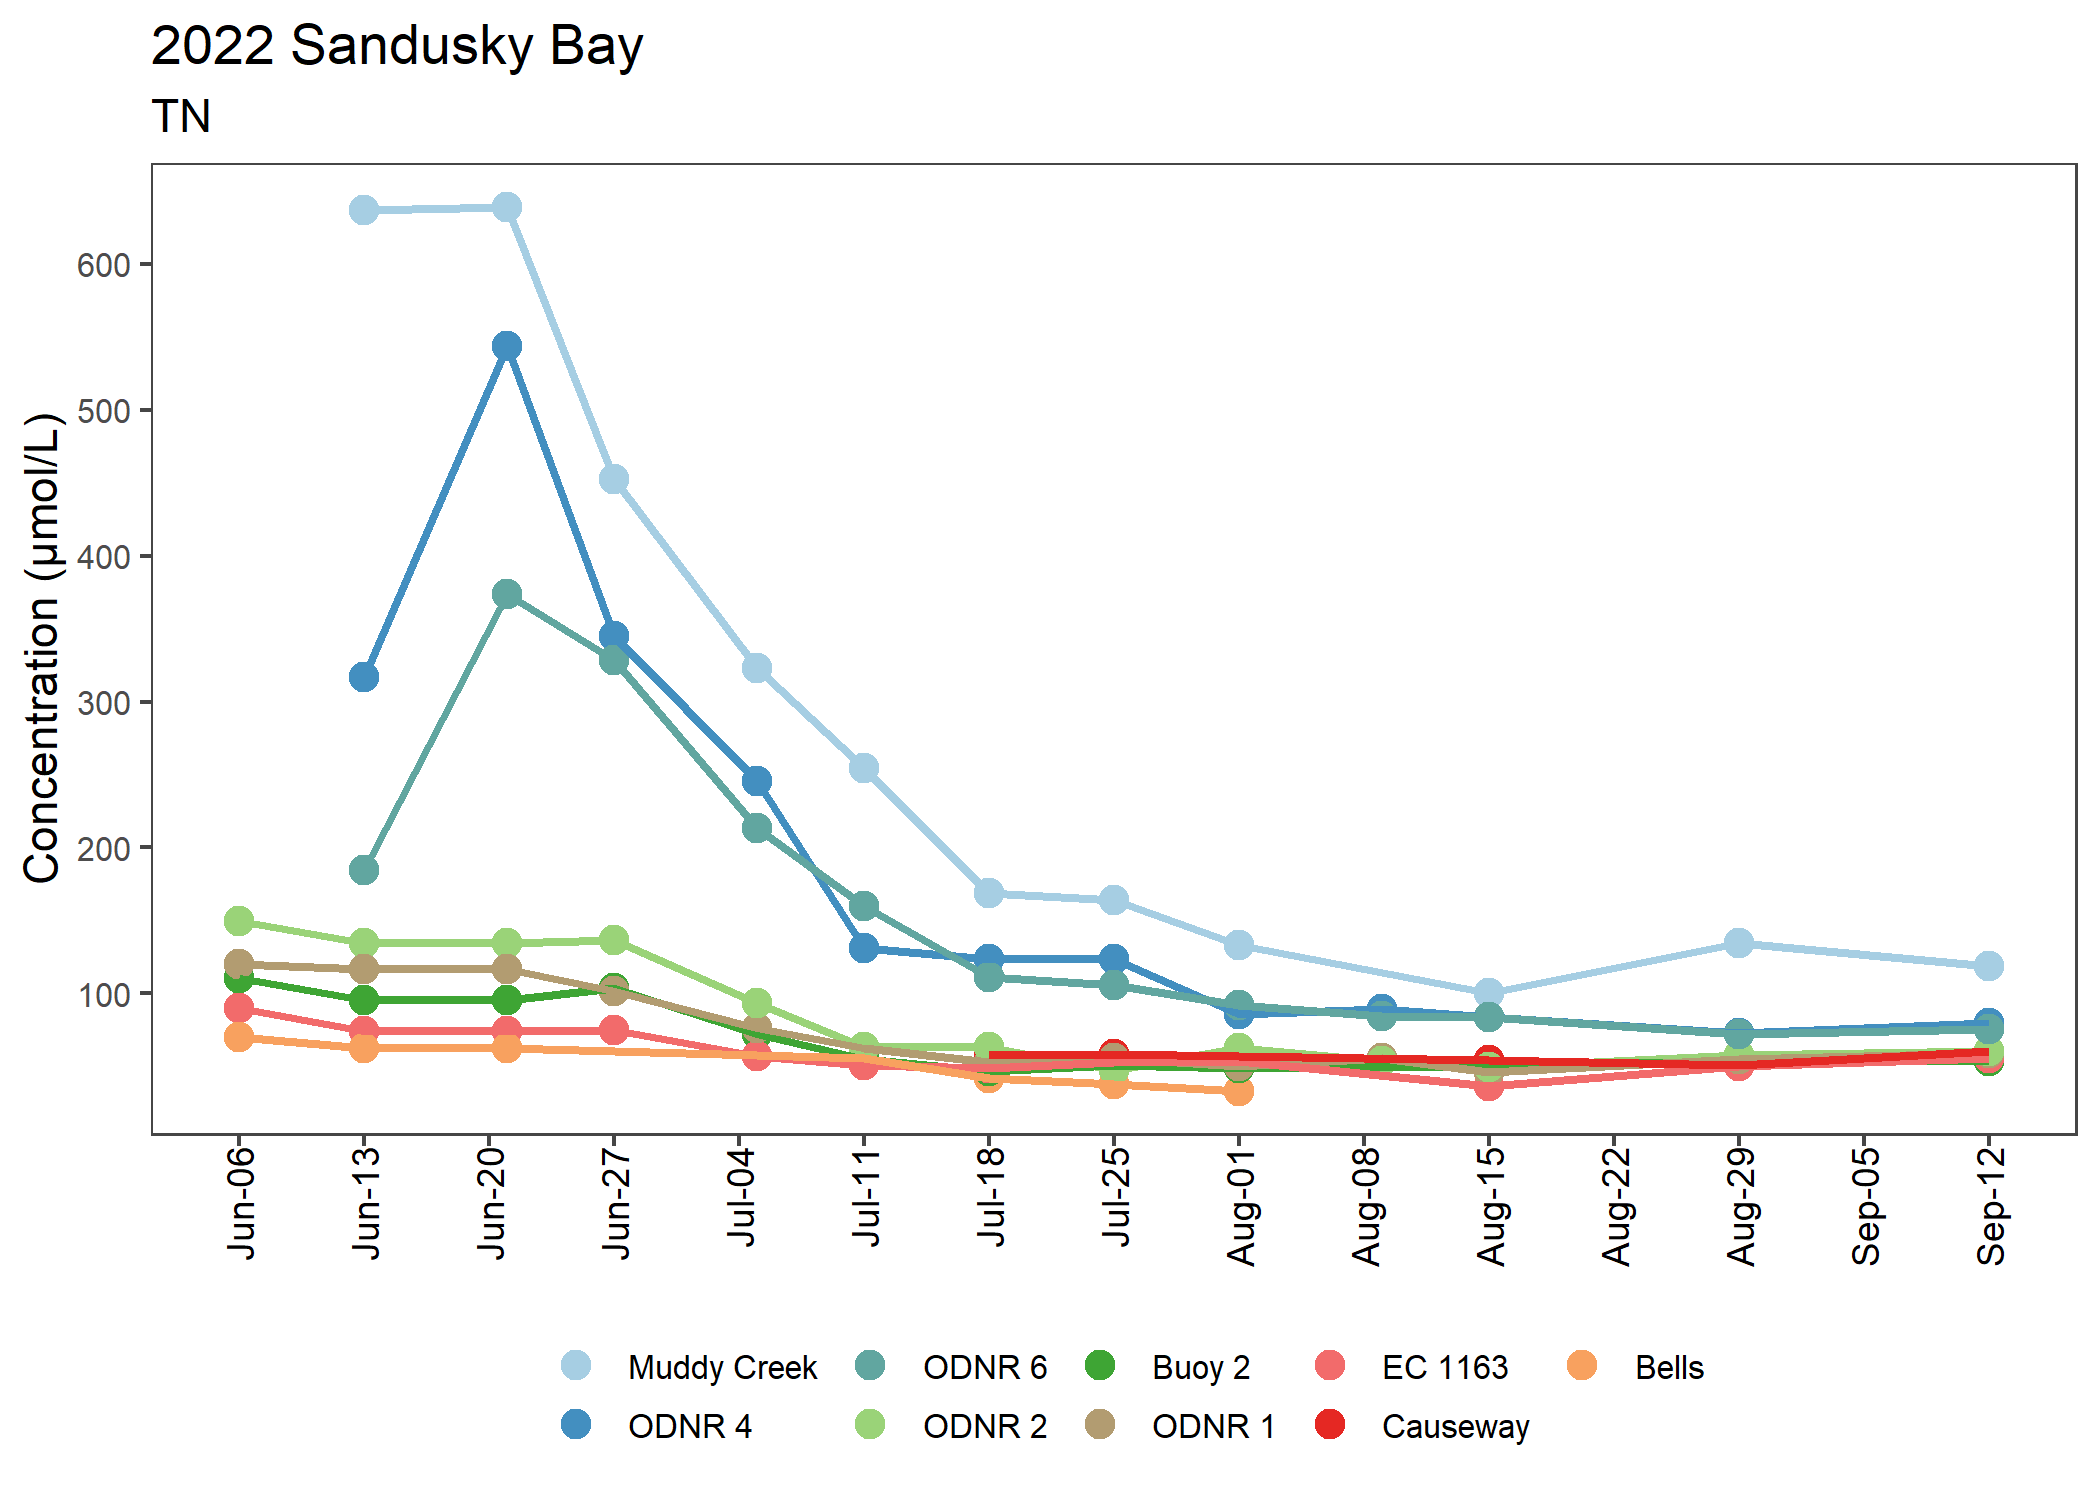 2022 Sandusky Bay
TN
Concentration (µmol/L)
600
500
400
300
200
100
Jun-06
Jun-13
Jun-20
Jun-27
Jul-04
Jul-11
Jul-18
Jul-25
Aug-01
Aug-08
Aug-15
Aug-22
Aug-29
Sep-05
Sep-12
Muddy Creek
ODNR 6
Buoy 2
EC 1163
Bells
ODNR 4
ODNR 2
ODNR 1
Causeway